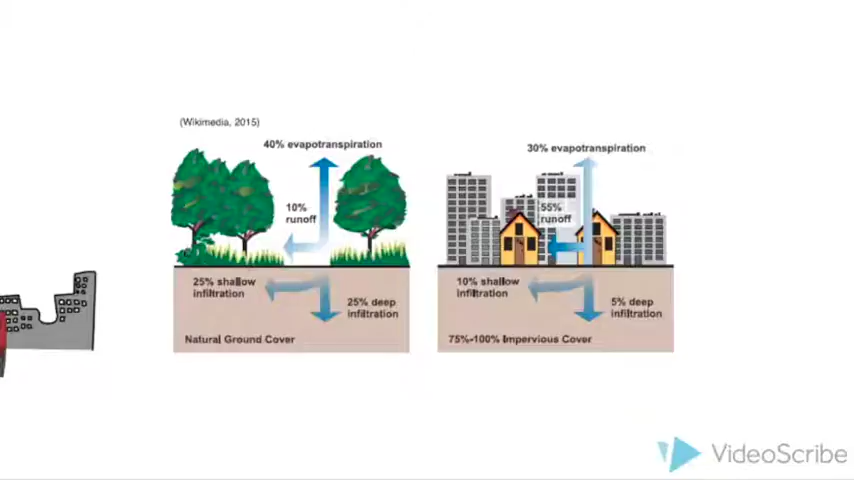 (Wikimedia, 2015)
40% evapotranspiration
10%
runoff
25% shallow
infiltration
25% deep
infiltration
Natural Ground Cover
30% evapotranspiration
55%
runoff
10% shallow
infiltration
5% deep
infiltration
75%-100% Impervious Cover
VideoScribe